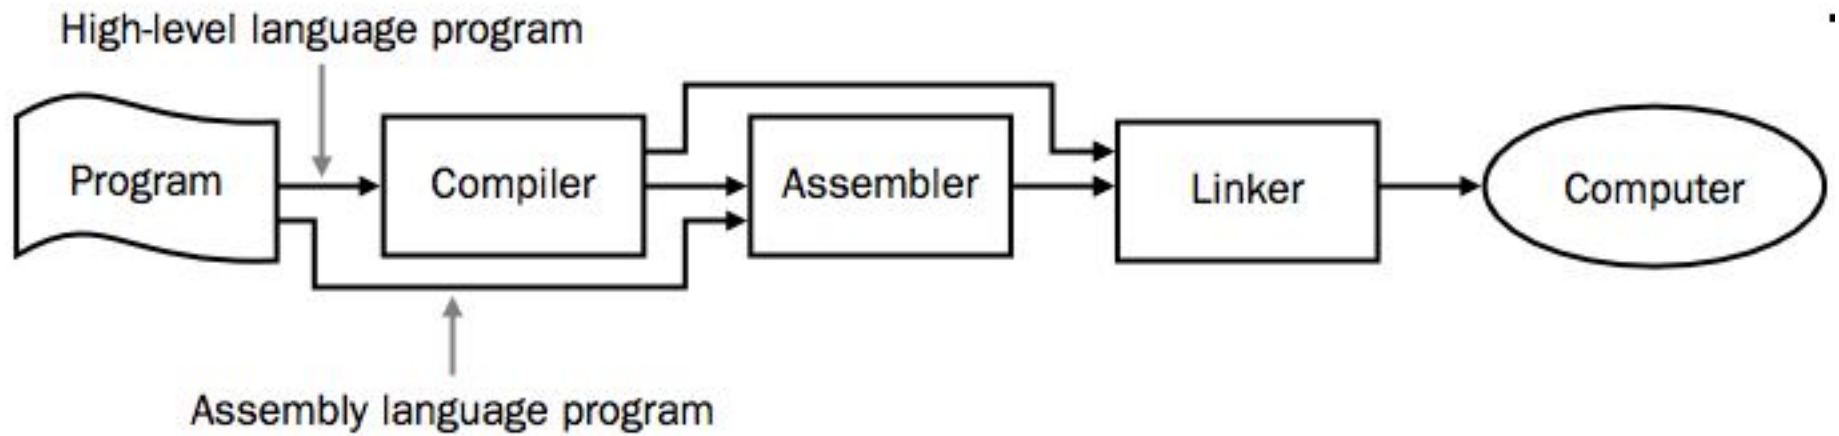 High-level language program
Program
Compiler
Assembler
Linker
Computer
Assembly language program